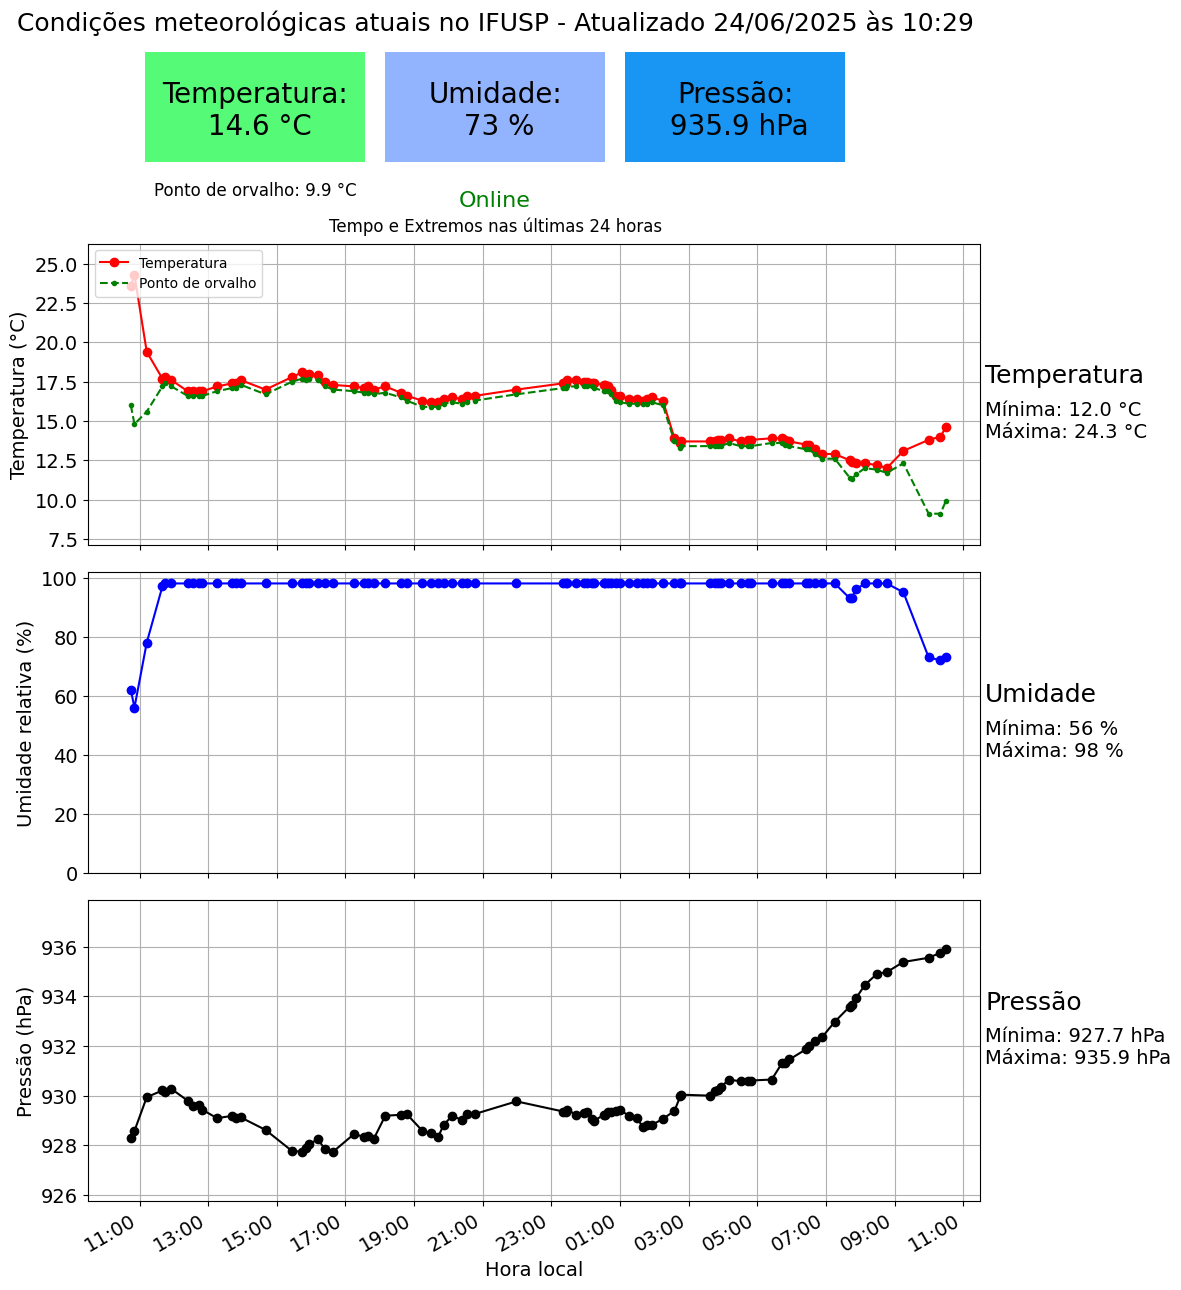 Condições meteorológicas atuais no IFUSP - Atualizado 24/06/2025 às 10:29
Temperatura:
14.6 °C
Umidade:
73 %
Pressão:
935.9 hPa
Ponto de orvalho: 9.9 °C
Online
Tempo e Extremos nas últimas 24 horas
Temperatura (°C)
25.0
22.5
20.0
17.5
15.0
12.5
10.0
7.5
Temperatura
Ponto de orvalho
Temperatura
Mínima: 12.0 °C
Máxima: 24.3 °C
Umidade relativa (%)
100
80
60
40
20
0
Umidade
Mínima: 56 %
Máxima: 98 %
Pressão (hPa)
936
934
932
930
928
926
Pressão
Mínima: 927.7 hPa
Máxima: 935.9 hPa
11:00
13:00
15:00
17:00
19:00
21:00
23:00
01:00
03:00
05:00
07:00
09:00
11:00
Hora local